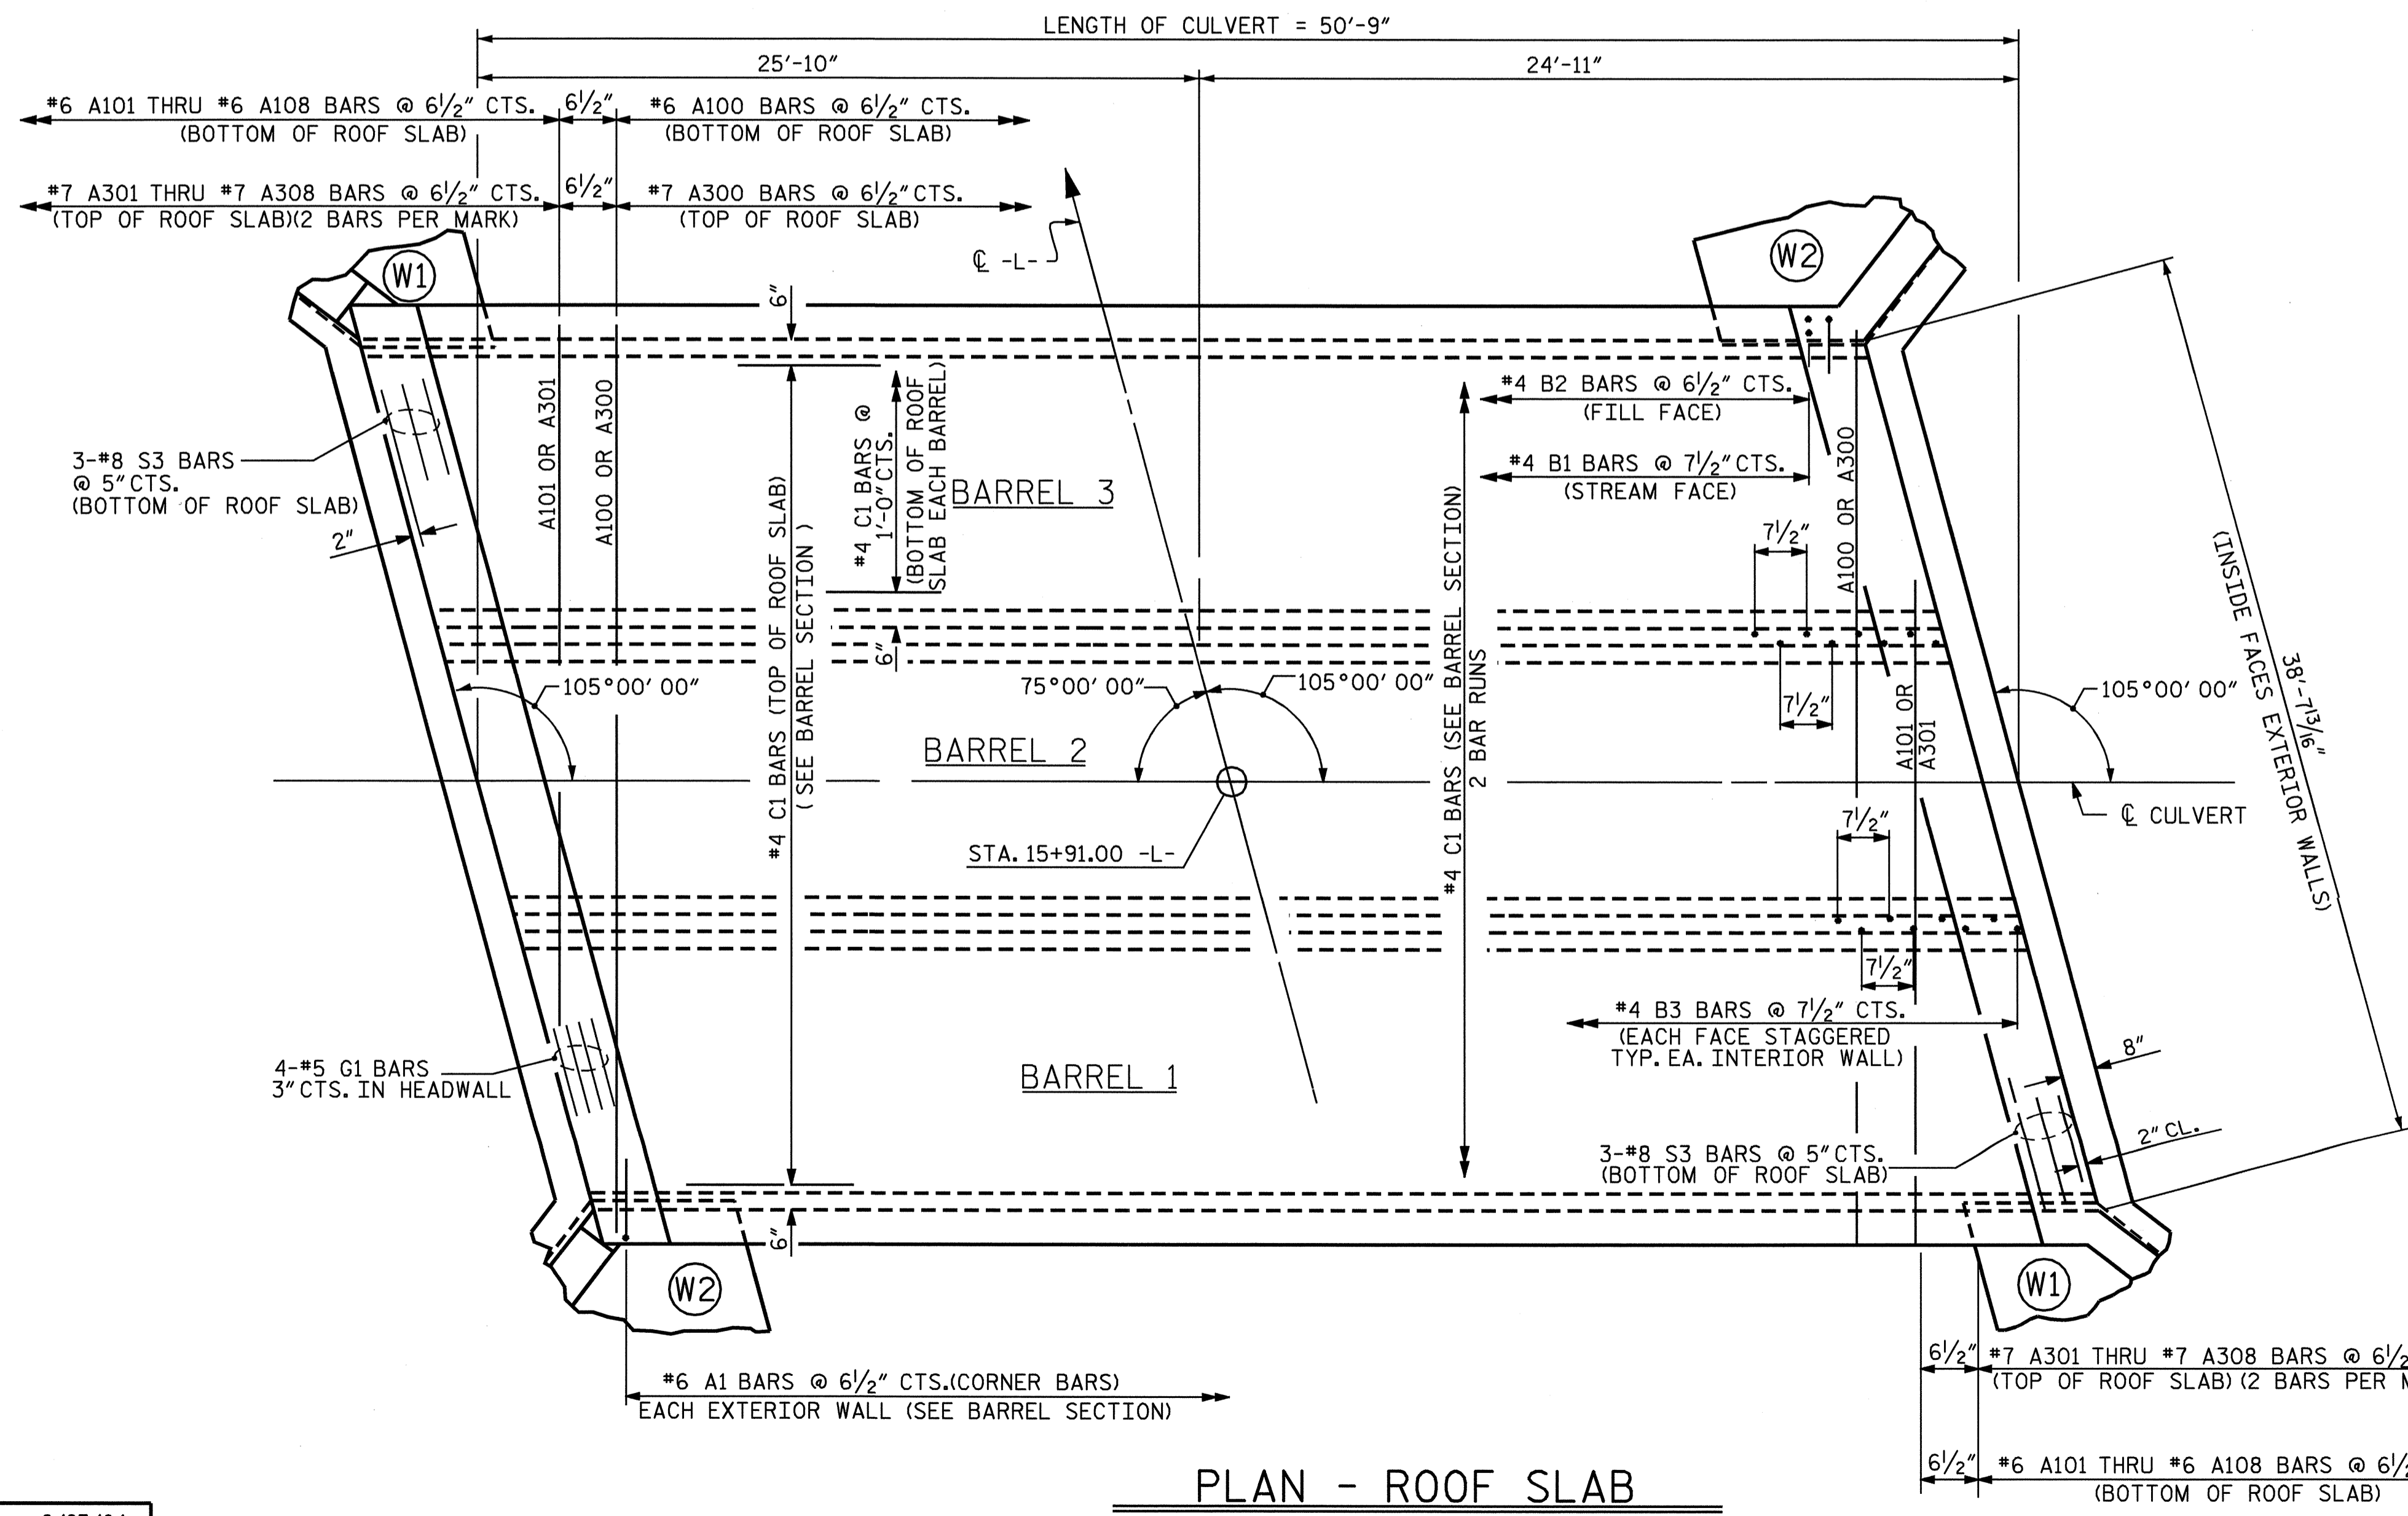 LENGTH OF CULVERT = 50'-9"
25'-10"
24'-11"
#6 A101 THRU #6 A108 BARS @ 6½" CTS.
(BOTTOM OF ROOF SLAB)
6½"
#6 A100 BARS @ 6½" CTS.
(BOTTOM OF ROOF SLAB)
#7 A301 THRU #7 A308 BARS @ 6½" CTS.
(TOP OF ROOF SLAB)(2 BARS PER MARK)
6½"
#7 A300 BARS @ 6½" CTS.
(TOP OF ROOF SLAB)
℄ -L-
W1
W2
6"
A101 OR A301
A100 OR A300
#4 C1 BARS @
1'-0" CTS.
(BOTTOM OF ROOF
SLAB EACH BARREL)
BARREL 3
#4 B2 BARS @ 6½" CTS.
(FILL FACE)
#4 B1 BARS @ 7½" CTS.
(STREAM FACE)
A100 OR A300
3-#8 S3 BARS
@ 5" CTS.
(BOTTOM OF ROOF SLAB)
2"
#4 C1 BARS (TOP OF ROOF SLAB)
( SEE BARREL SECTION )
#4 C1 BARS (SEE BARREL SECTION)
2 BAR RUNS
7½"
6"
7½"
38'-7¹³⁄₁₆"
(INSIDE FACES EXTERIOR WALLS)
105°00'00"
75°00'00"
105°00'00"
105°00'00"
A101 OR
A301
BARREL 2
℄ CULVERT
STA. 15+91.00 -L-
7½"
7½"
#4 B3 BARS @ 7½" CTS.
(EACH FACE STAGGERED
TYP. EA. INTERIOR WALL)
8"
4-#5 G1 BARS
3" CTS. IN HEADWALL
BARREL 1
2" CL.
3-#8 S3 BARS @ 5" CTS.
(BOTTOM OF ROOF SLAB)
6"
W2
W1
#6 A1 BARS @ 6½" CTS.(CORNER BARS)
EACH EXTERIOR WALL (SEE BARREL SECTION)
6½"
#7 A301 THRU #7 A308 BARS @ 6½
(TOP OF ROOF SLAB) (2 BARS PER
6½"
#6 A101 THRU #6 A108 BARS @ 6½
(BOTTOM OF ROOF SLAB)
PLAN - ROOF SLAB